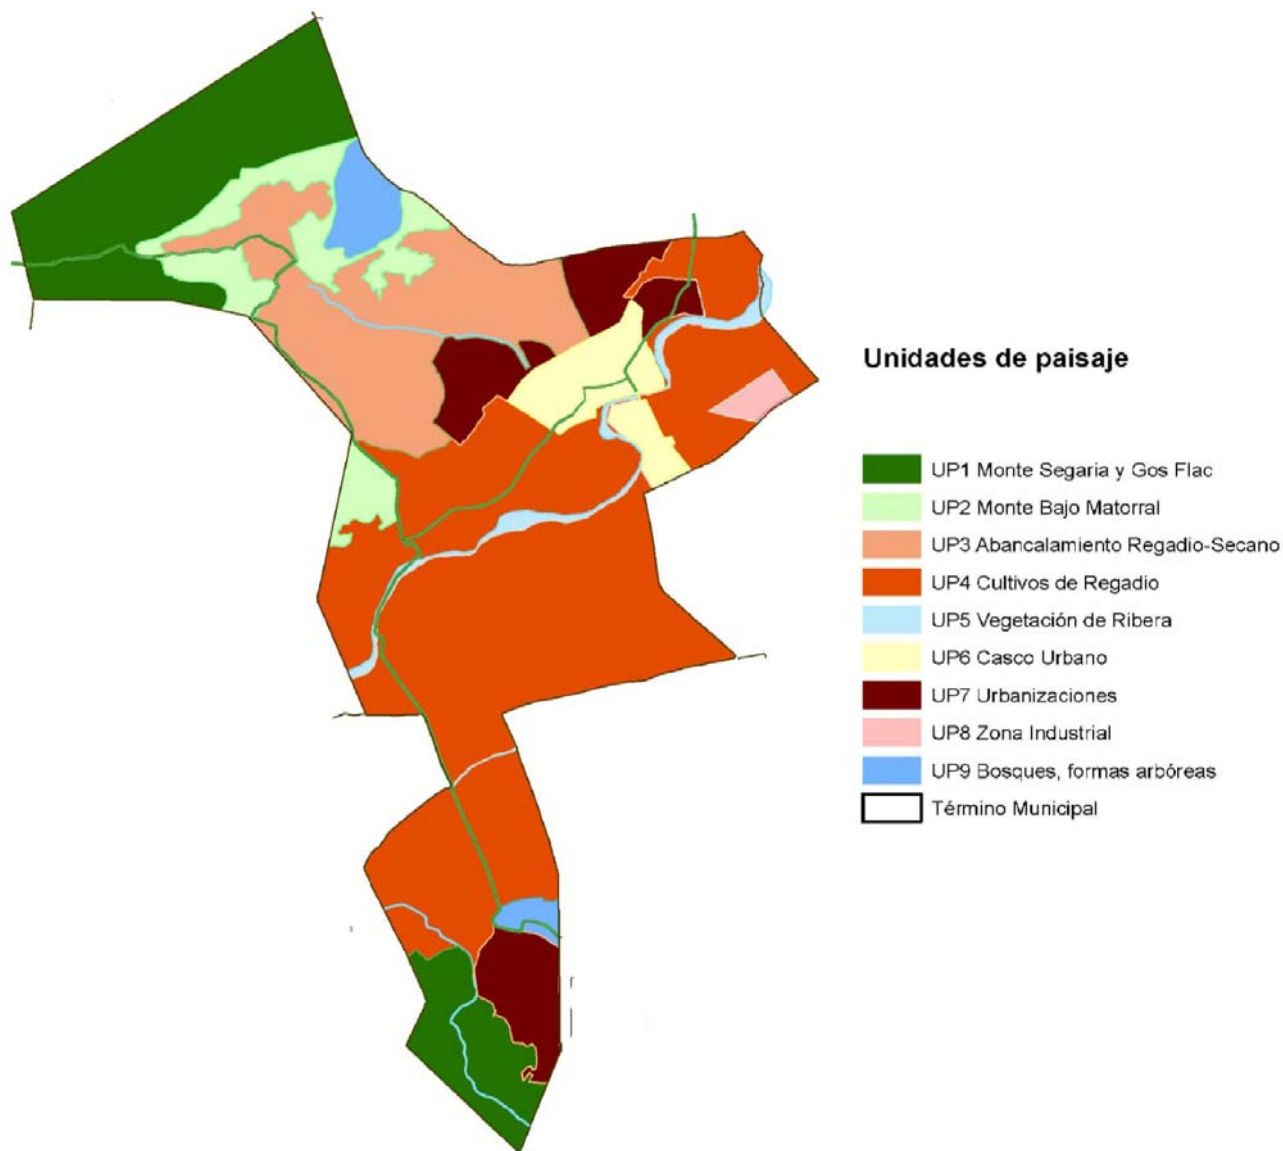 Unidades de paisaje
UP1 Monte Segaria y Gos Flac
UP2 Monte Bajo Matorral
UP3 Abancalamiento Regadio-Secano
UP4 Cultivos de Regadio
UP5 Vegetación de Ribera
UP6 Casco Urbano
UP7 Urbanizaciones
UP8 Zona Industrial
UP9 Bosques, formas arbóreas
Término Municipal